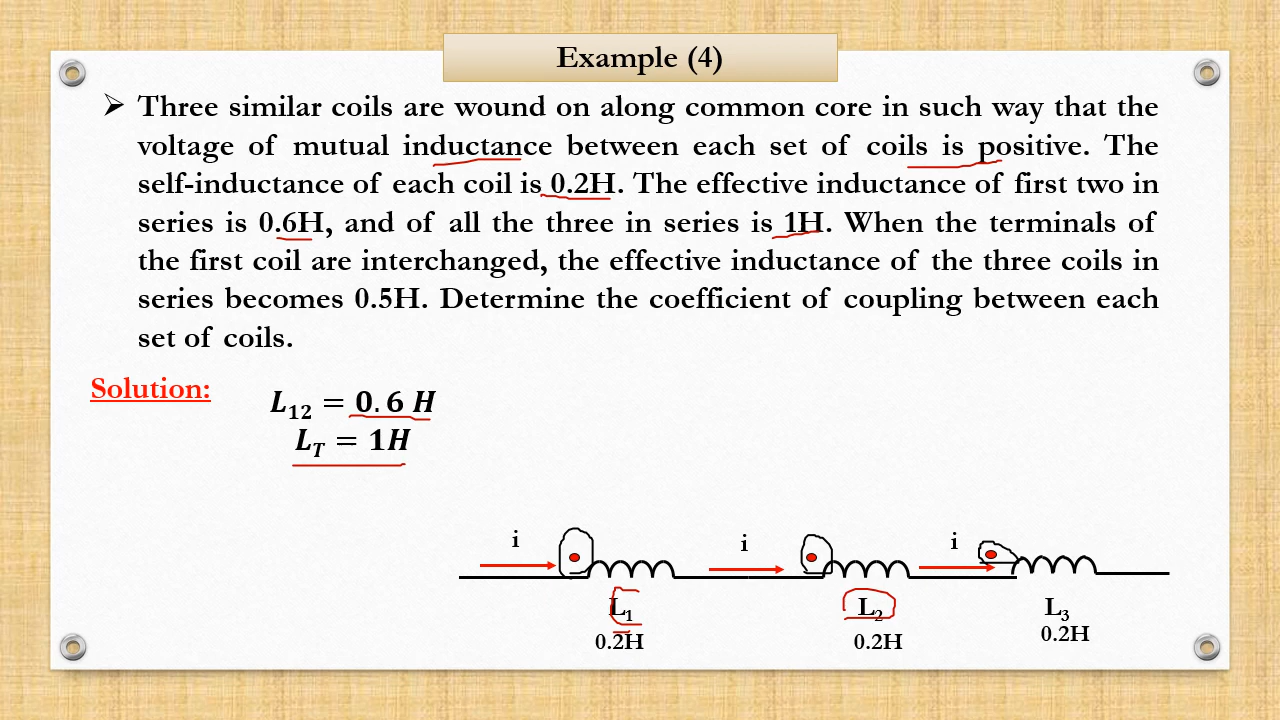 Example (4)
➢ Three similar coils are wound on along common core in such way that the
voltage of mutual inductance between each set of coils is positive. The
self-inductance of each coil is 0.2H. The effective inductance of first two in
series is 0.6H, and of all the three in series is 1H. When the terminals of
the first coil are interchanged, the effective inductance of the three coils in
series becomes 0.5H. Determine the coefficient of coupling between each
set of coils.
Solution:
L₁₂ = 0.6 H
L_T = 1H
i i i
L₁ L₂ L₃
0.2H 0.2H 0.2H